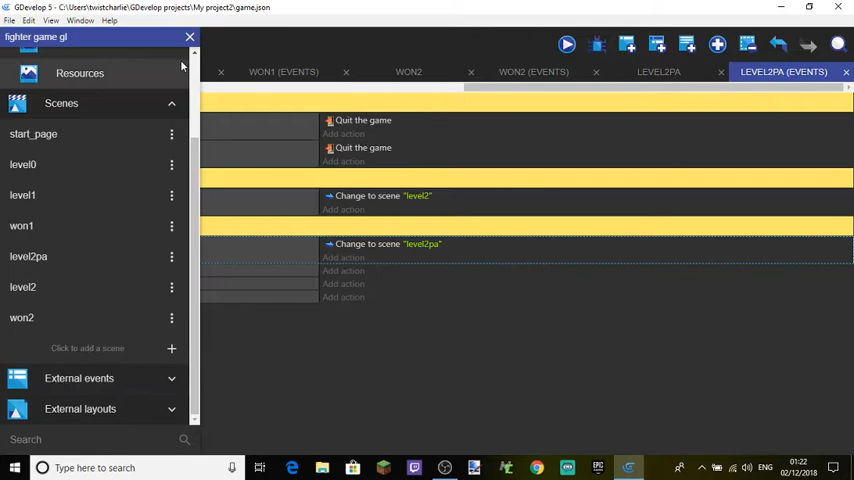 GDevelop 5 - C:\Users\twistcharlie\GDevelop projects\My project2\game.json
File Edit View Window Help
fighter game gl
Resources
Scenes
start_page
level0
level1
won1
level2pa
level2
won2
Click to add a scene
External events
External layouts
Search
WON1 (EVENTS) WON2 WON2 (EVENTS) LEVEL2PA LEVEL2PA (EVENTS)
Quit the game
Add action
Quit the game
Add action
Change to scene "level2"
Add action
Change to scene "level2pa"
Add action
Add action
Add action
Add action
Type here to search
EPIC
ENG
01:22
02/12/2018